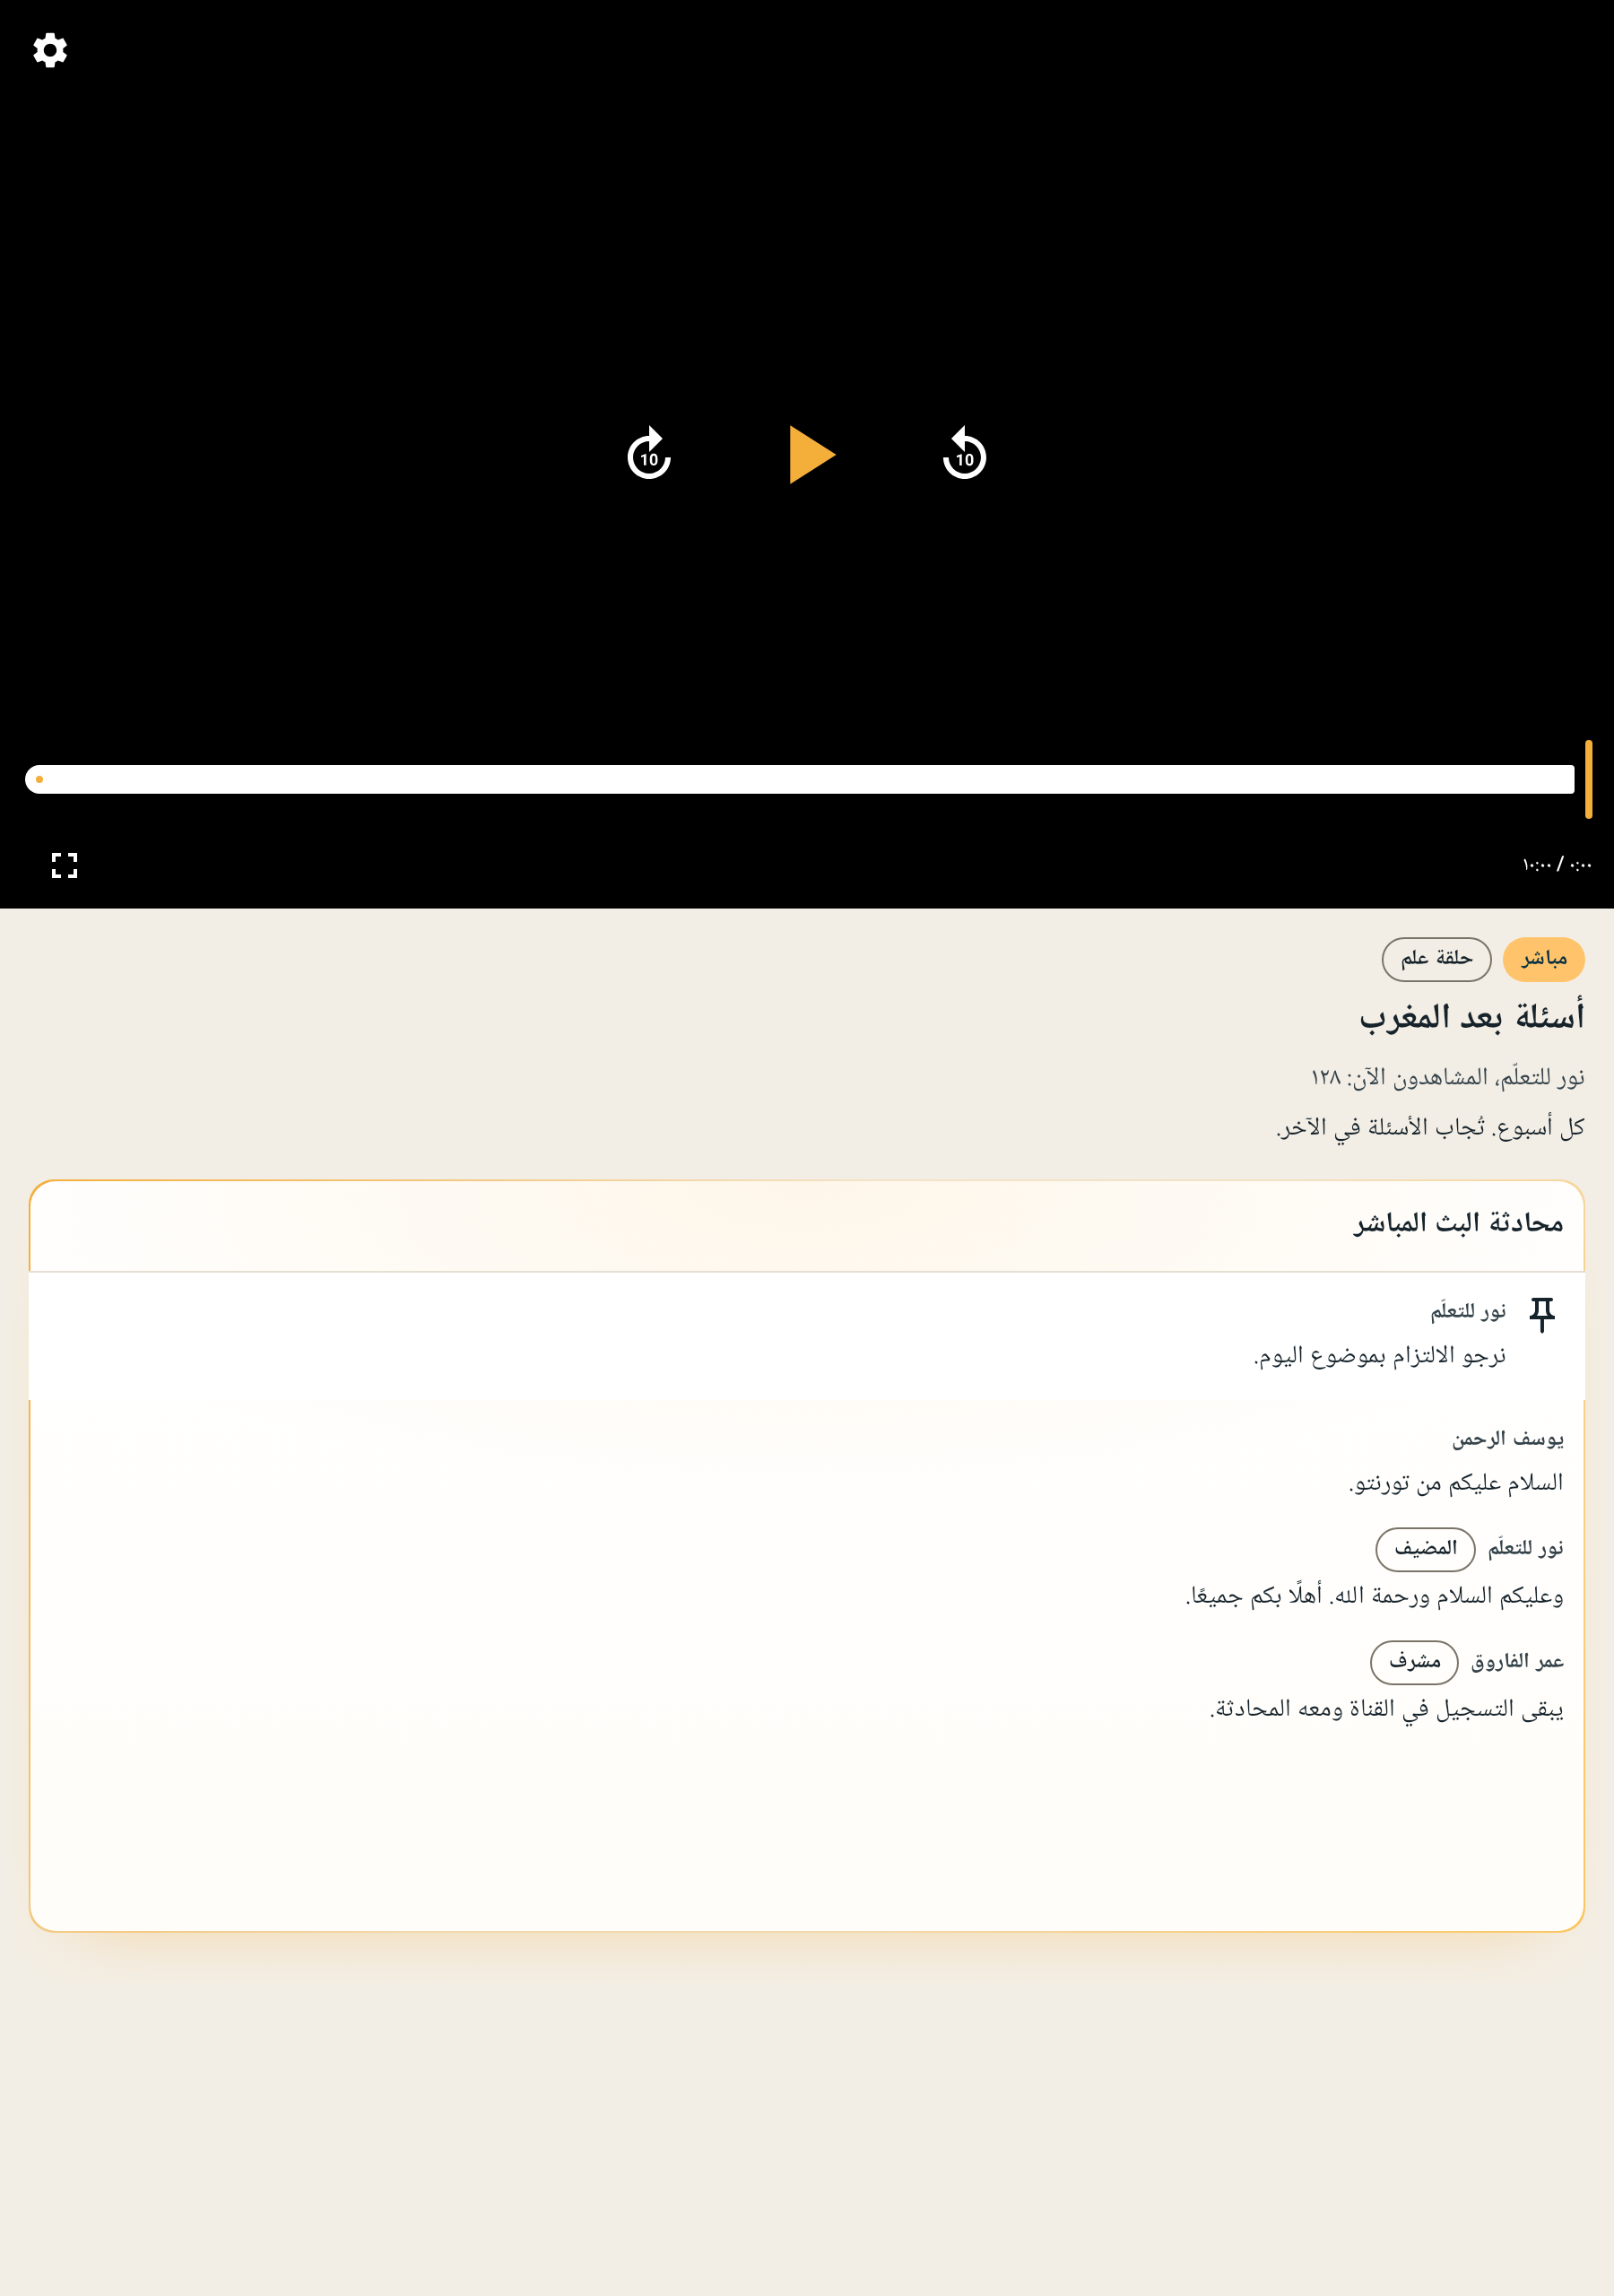 10
10
٠:٠٠ / ١٠:٠٠
مباشر
حلقة علم
أسئلة بعد المغرب
نور للتعلّم، المشاهدون الآن: ١٢٨
كل أسبوع. تُجاب الأسئلة في الآخر.
محادثة البث المباشر
نور للتعلّم
نرجو الالتزام بموضوع اليوم.
يوسف الرحمن
السلام عليكم من تورنتو.
نور للتعلّم المضيف
وعليكم السلام ورحمة الله. أهلًا بكم جميعًا.
عمر الفاروق مشرف
يبقى التسجيل في القناة ومعه المحادثة.